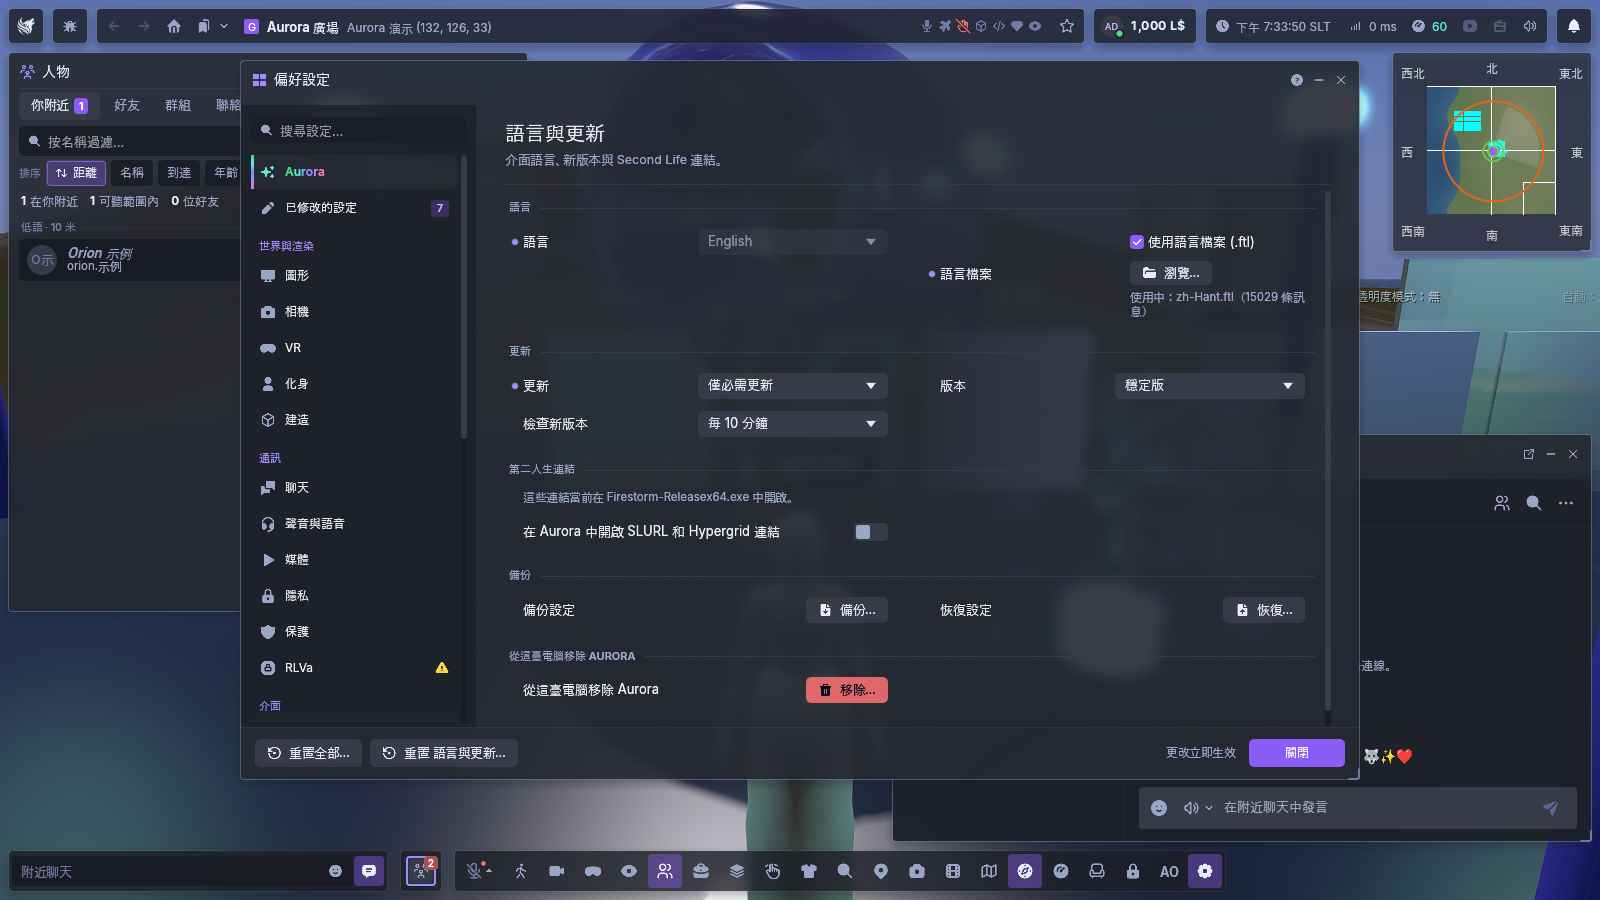 Aurora 廣場 Aurora 演示 (132, 126, 33)
AD 1,000 L$
下午 7:33:50 SLT 0 ms 60
人物
你附近 1 好友 群組 聯絡
按名稱過濾...
排序 距離 名稱 到達 年齡
1 在你附近 1 可聽範圍內 0 位好友
低語 · 10 米
O示 Orion 示例
orion.示例
偏好設定
搜尋設定...
Aurora
已修改的設定 7
世界與渲染
圖形
相機
VR
化身
建造
通訊
聊天
聲音與語音
媒體
隱私
保護
RLVa
介面
語言與更新
介面語言、新版本與 Second Life 連結。
語言
語言 English 使用語言檔案 (.ftl)
語言檔案 瀏覽...
使用中：zh-Hant.ftl（15029 條訊
息）
更新
更新 僅必需更新 版本 穩定版
檢查新版本 每 10 分鐘
第二人生連結
這些連結當前在 Firestorm-Releasex64.exe 中開啟。
在 Aurora 中開啟 SLURL 和 Hypergrid 連結
備份
備份設定 備份... 恢復設定 恢復...
從這臺電腦移除 AURORA
從這臺電腦移除 Aurora 移除...
重置全部... 重置 語言與更新... 更改立即生效 關閉
西北 北 東北
西 東
西南 南 東南
透明度模式：無 自動：
連線。
🐺✨❤️
在附近聊天中發言
附近聊天
2
AO